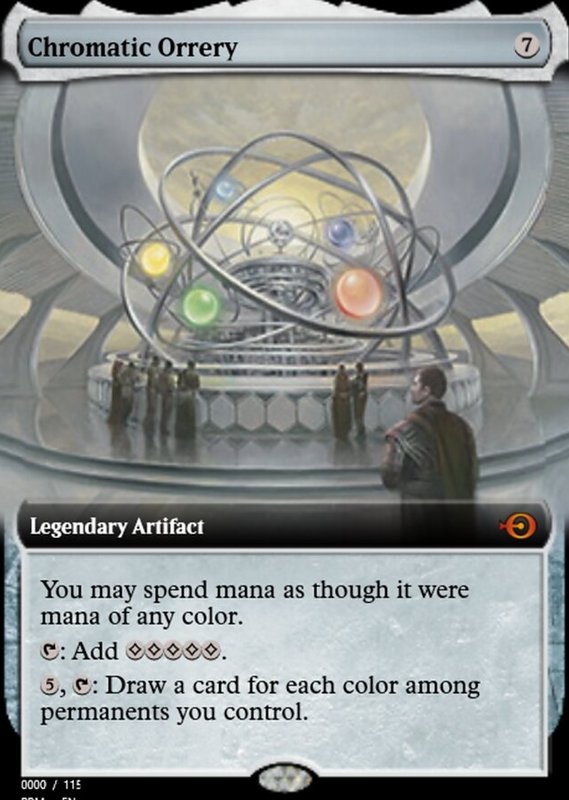 Chromatic Orrery 7
Legendary Artifact
You may spend mana as though it were
mana of any color.
: Add .
5, : Draw a card for each color among
permanents you control.
0000 / 115